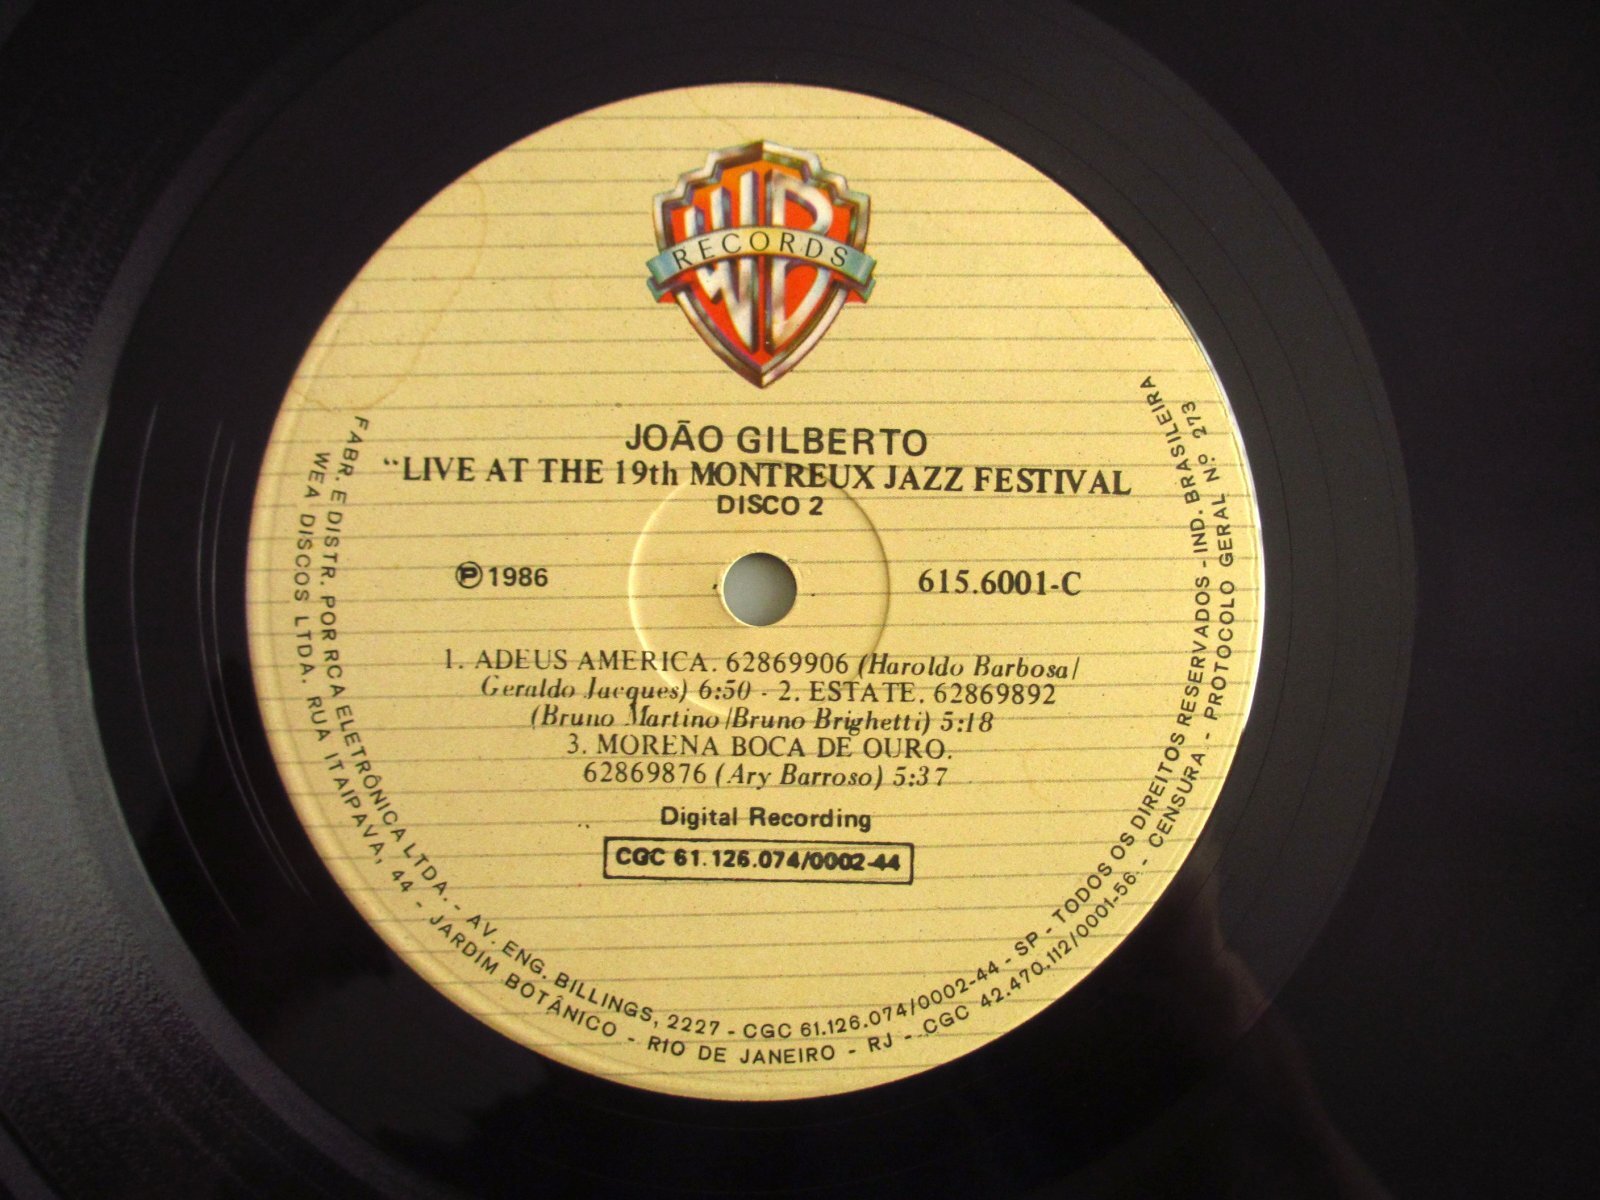 WB
RECORDS
JOÃO GILBERTO
“LIVE AT THE 19th MONTREUX JAZZ FESTIVAL
DISCO 2
℗ 1986
615.6001-C
1. ADEUS AMERICA. 62869906 (Haroldo Barbosa/
Geraldo Jacques) 6:50 - 2. ESTATE. 62869892
(Bruno Martino/Bruno Brighetti) 5:18
3. MORENA BOCA DE OURO.
62869876 (Ary Barroso) 5:37
Digital Recording
CGC 61.126.074/0002-44
FABR. E DISTR. POR RCA ELETRÔNICA LTDA. - AV. ENG. BILLINGS, 2227 - CGC 61.126.074/0002-44 - SP - TODOS OS DIREITOS RESERVADOS - IND. BRASILEIRA
WEA DISCOS LTDA. RUA ITAIPAVA, 44 - JARDIM BOTÂNICO - RIO DE JANEIRO - RJ - CGC 42.470.112/0001-56 - CENSURA - PROTOCOLO GERAL Nº 273